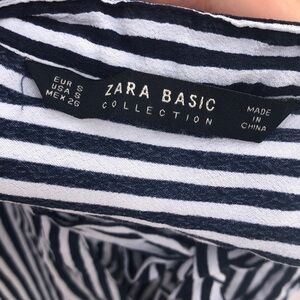 EUR S
USA S
MEX 26
ZARA BASIC
COLLECTION
MADE
IN
CHINA